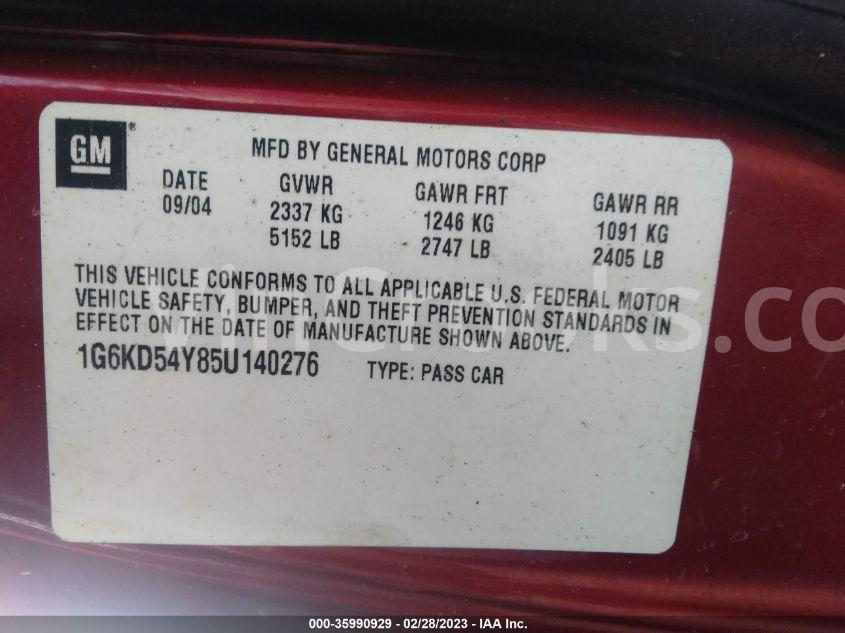 GM
MFD BY GENERAL MOTORS CORP
DATE GVWR GAWR FRT GAWR RR
09/04 2337 KG 1246 KG 1091 KG
5152 LB 2747 LB 2405 LB
THIS VEHICLE CONFORMS TO ALL APPLICABLE U.S. FEDERAL MOTOR
VEHICLE SAFETY, BUMPER, AND THEFT PREVENTION STANDARDS IN
EFFECT ON THE DATE OF MANUFACTURE SHOWN ABOVE.
1G6KD54Y85U140276 TYPE: PASS CAR
000-35990929 - 02/28/2023 - IAA Inc.